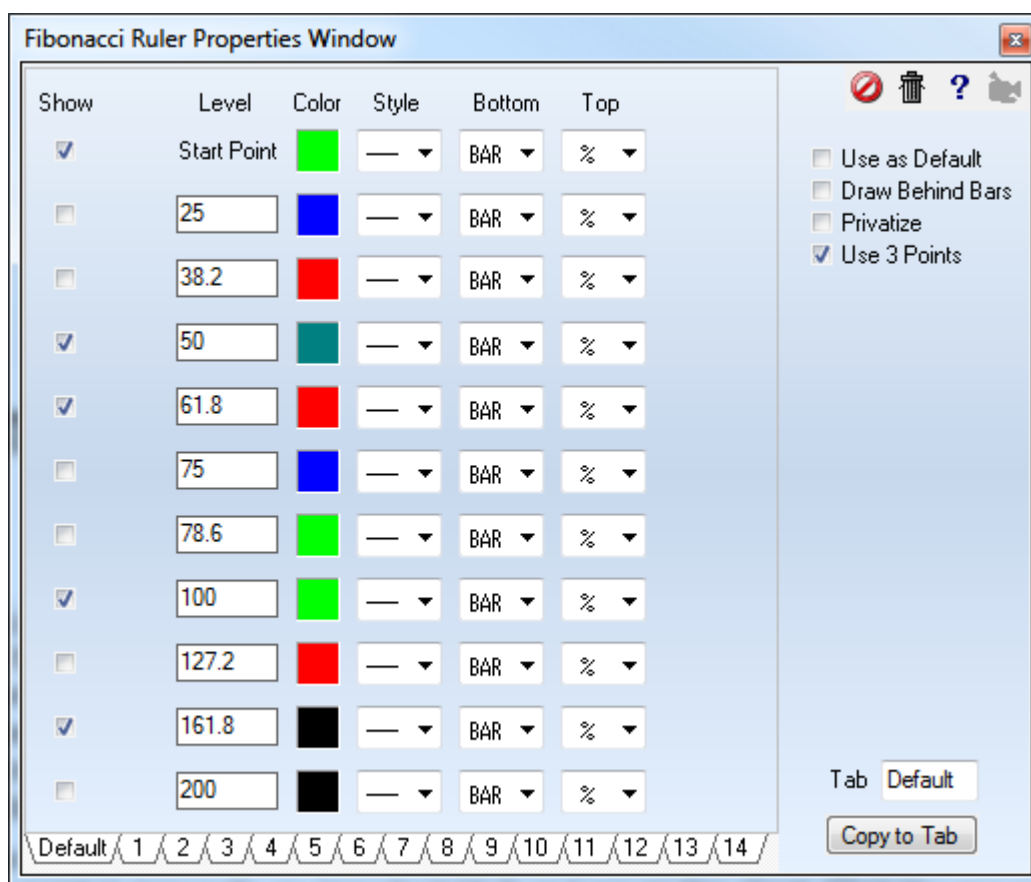 Fibonacci Ruler Properties Window
Show Level Color Style Bottom Top ?
Start Point BAR %
25 BAR %
38.2 BAR %
50 BAR %
61.8 BAR %
75 BAR %
78.6 BAR %
100 BAR %
127.2 BAR %
161.8 BAR %
200 BAR %
Use as Default
Draw Behind Bars
Privatize
Use 3 Points
Tab Default
Copy to Tab
Default 1 2 3 4 5 6 7 8 9 10 11 12 13 14